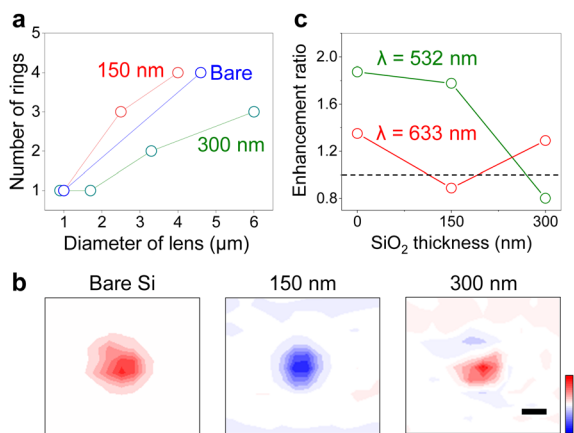 a
Number of rings
5
4
3
2
1
150 nm
Bare
300 nm
1
2
3
4
5
6
Diameter of lens (μm)
c
Enhancement ratio
2.0
1.6
1.2
0.8
λ = 532 nm
λ = 633 nm
0
150
300
SiO₂ thickness (nm)
b
Bare Si
150 nm
300 nm